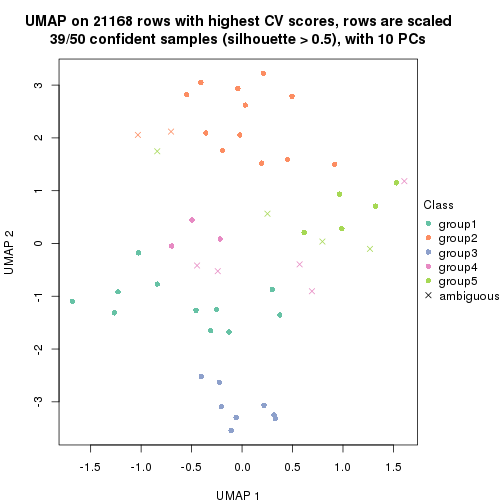 UMAP on 21168 rows with highest CV scores, rows are scaled
39/50 confident samples (silhouette > 0.5), with 10 PCs
3
2
1
0
-1
-2
-3
UMAP 2
-1.5
-1.0
-0.5
0.0
0.5
1.0
1.5
UMAP 1
Class
group1
group2
group3
group4
group5
ambiguous